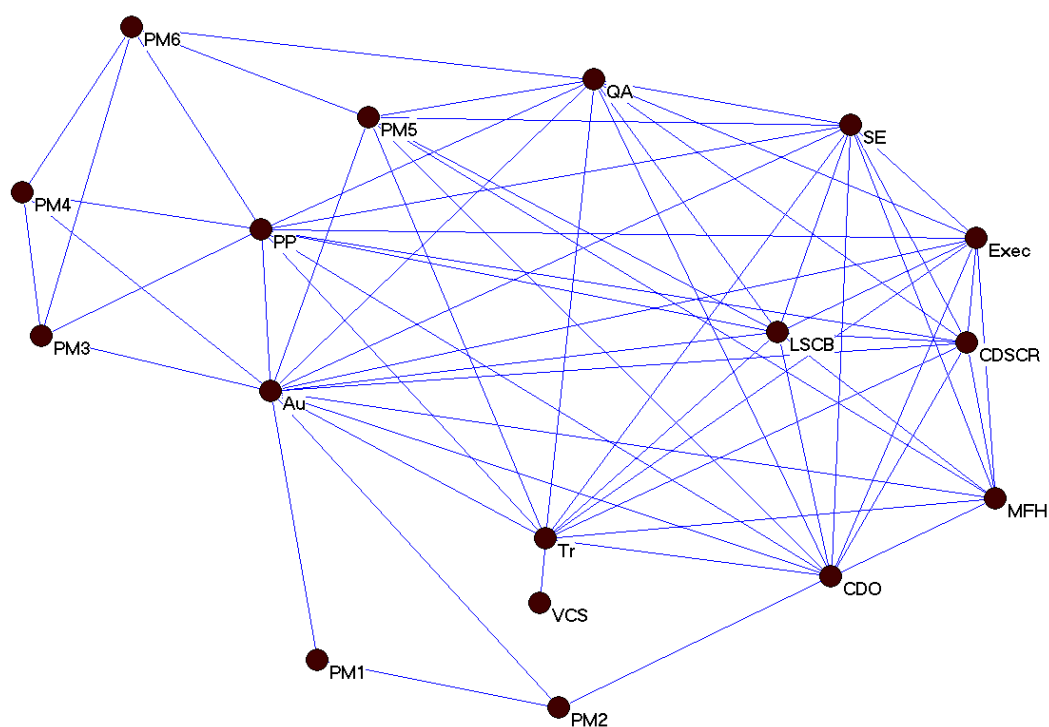 PM6
QA
PM5
SE
PM4
PP
Exec
PM3
LSCB
CDSCR
Au
MFH
Tr
CDO
VCS
PM1
PM2